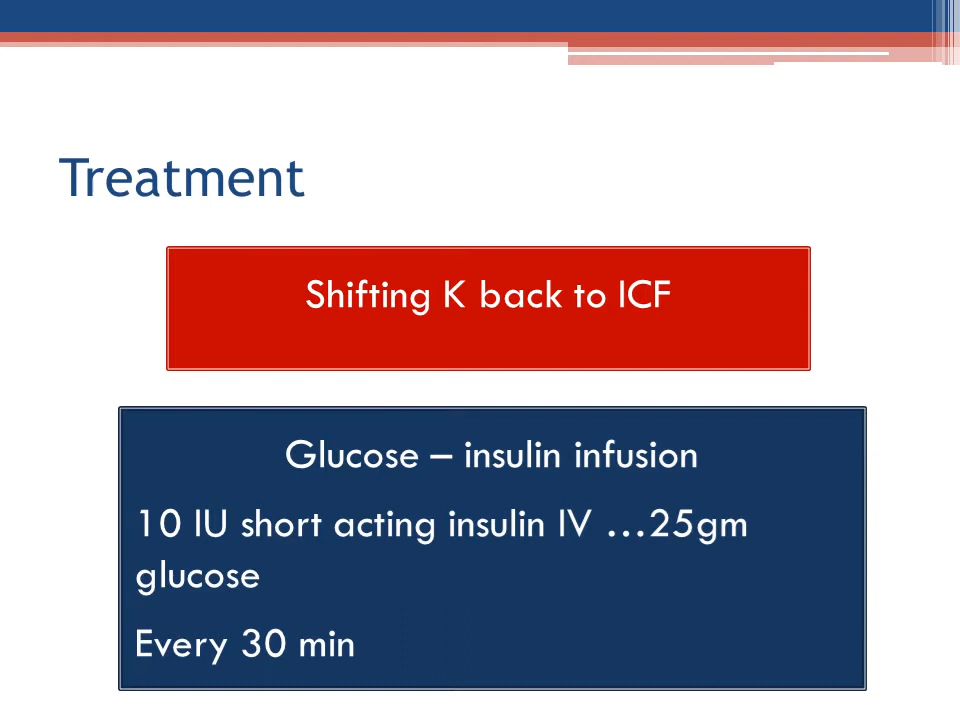 Treatment
Shifting K back to ICF
Glucose – insulin infusion
10 IU short acting insulin IV …25gm
glucose
Every 30 min